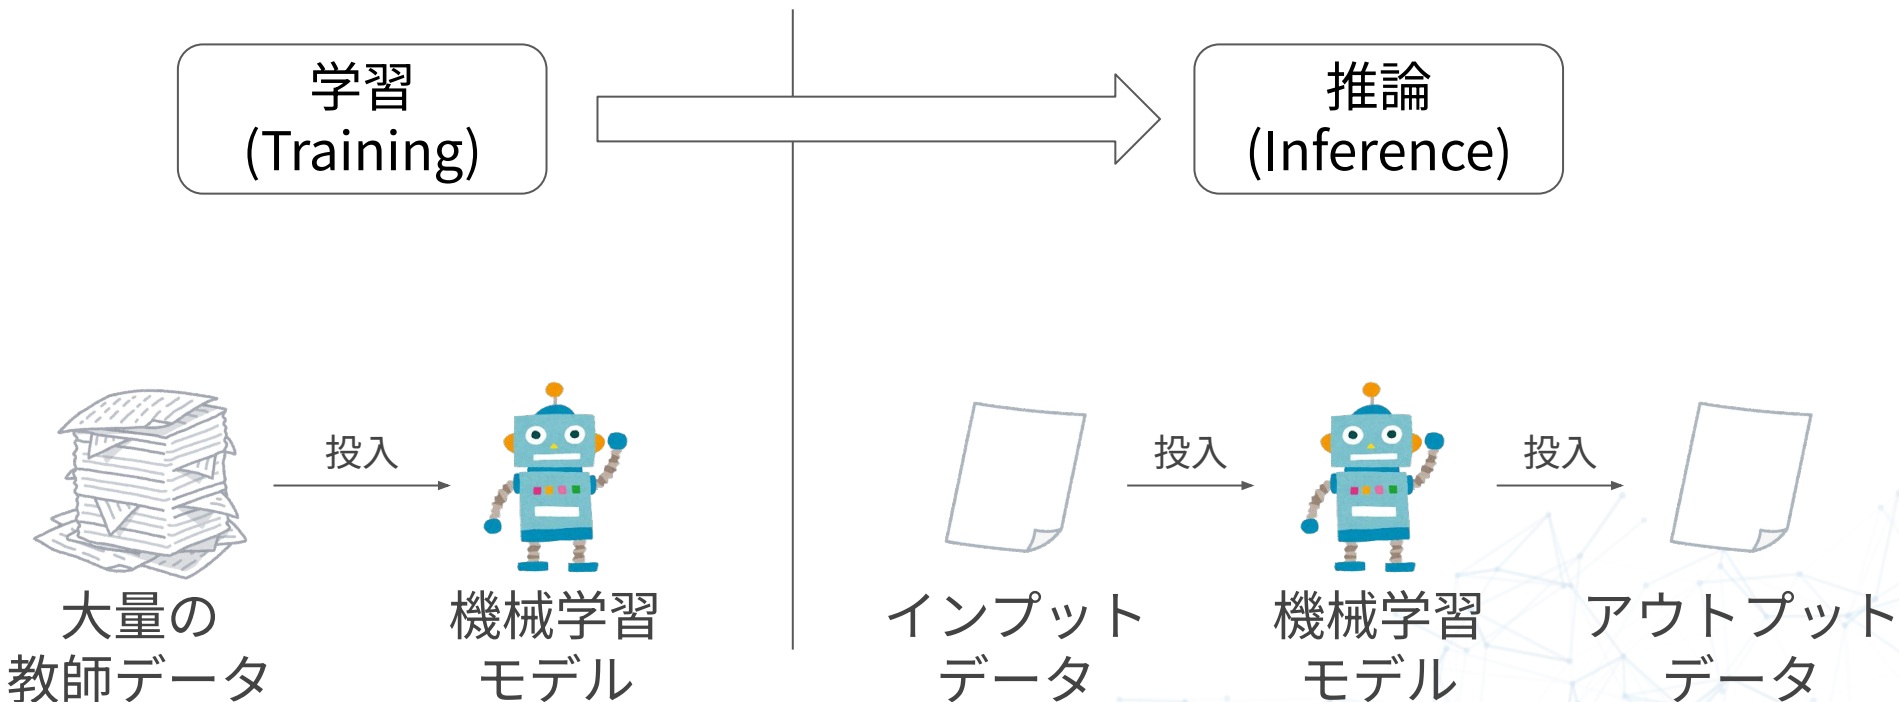 学習
(Training)
推論
(Inference)
投入
大量の
教師データ
機械学習
モデル
投入
投入
インプット
データ
機械学習
モデル
アウトプット
データ